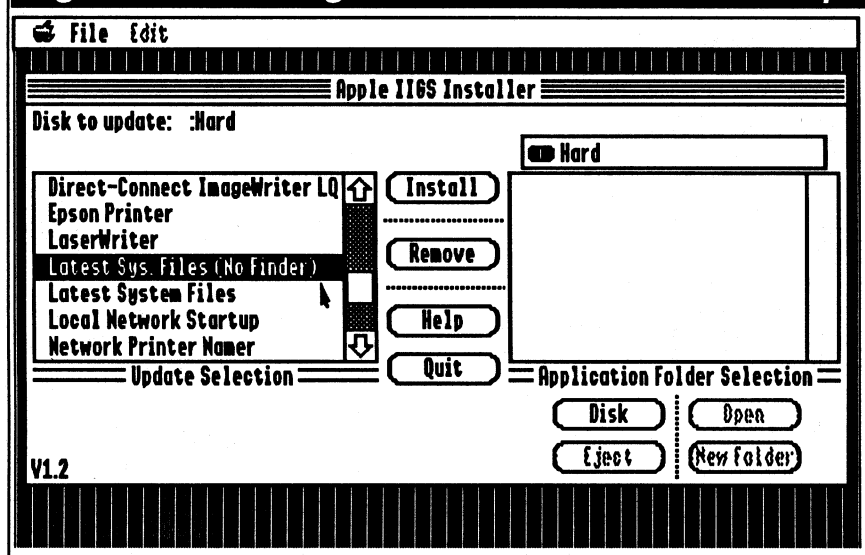 File Edit
Apple IIGS Installer
Disk to update: :Hard
Hard
Direct-Connect ImageWriter LQ
Epson Printer
LaserWriter
Latest Sys. Files (No Finder)
Latest System Files
Local Network Startup
Network Printer Namer
Install
Remove
Help
Quit
Update Selection
Application Folder Selection
Disk
Open
Eject
New Folder
V1.2